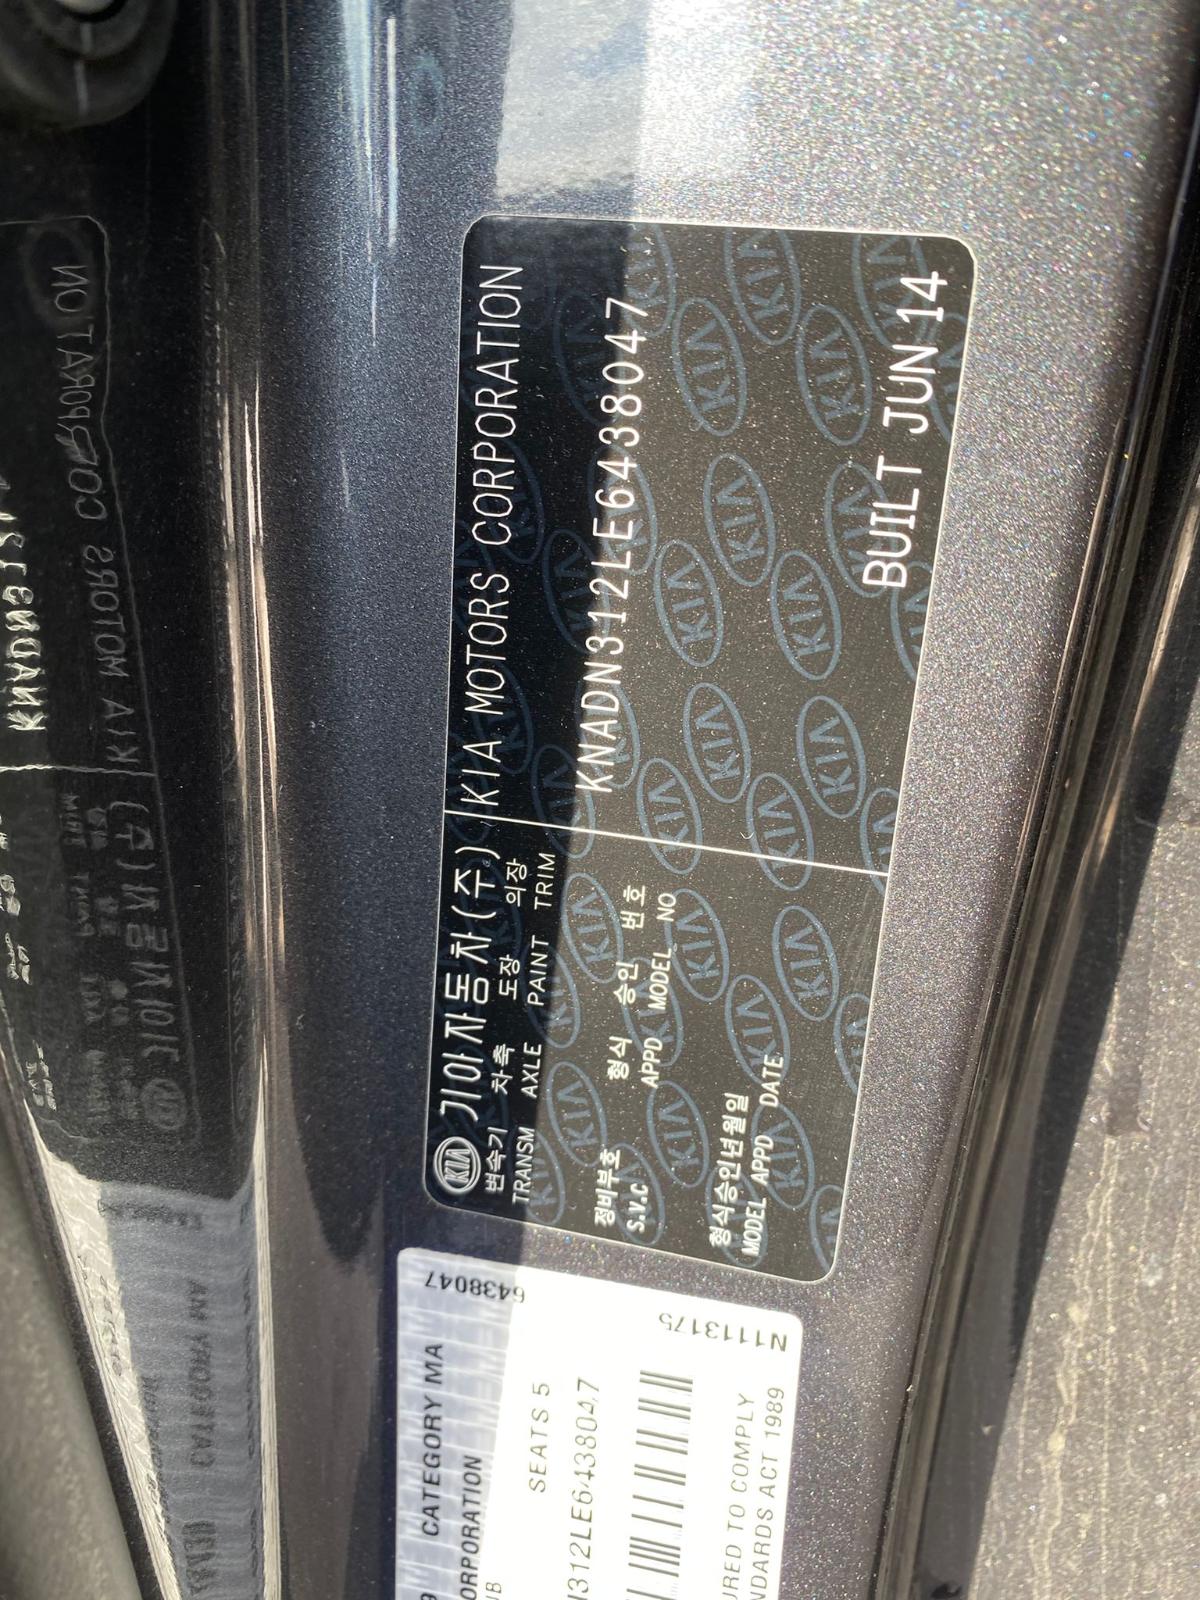 KIA 기아자동차(주) KIA MOTORS CORPORATION
변속기 차축 도장 의장
TRANSM AXLE PAINT TRIM
KNADN312LE6438047
정비부호 형식 승인 번호
S.V.C APPD MODEL NO
형식승인년월일
MODEL APPD DATE
BUILT JUN 14
6438047
Z1113175
CATEGORY MA
ORPORATION
SEATS 5
312LE6438047
URED TO COMPLY
NDARDS ACT 1989